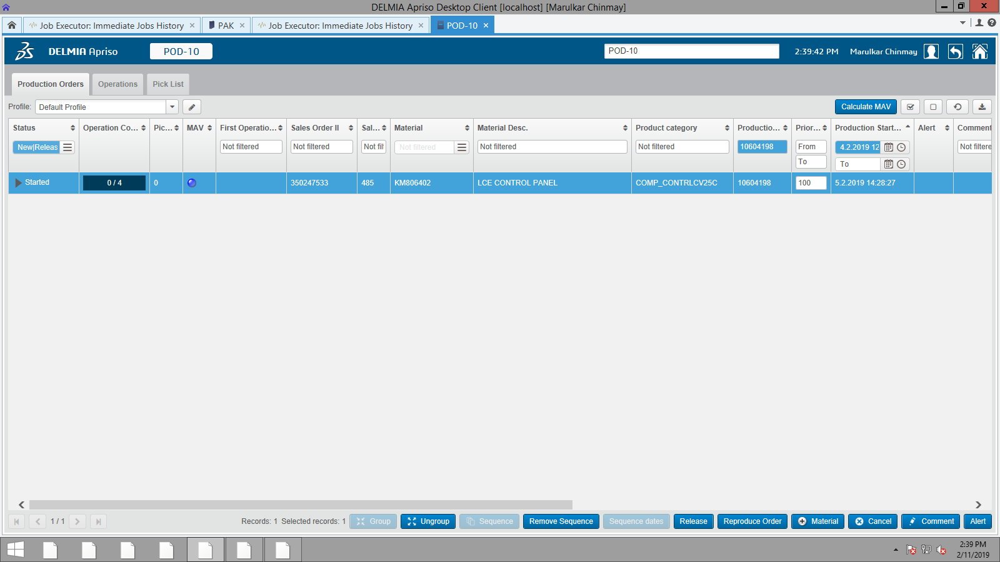 DELMIA Apriso Desktop Client [localhost] [Marulkar Chinmay]
Job Executor: Immediate Jobs History
PAK
Job Executor: Immediate Jobs History
POD-10
DELMIA Apriso
POD-10
POD-10
2:39:42 PM
Marulkar Chinmay
Production Orders
Operations
Pick List
Profile:
Default Profile
Calculate MAV
Status
Operation Co...
Pic...
MAV
First Operatio...
Sales Order II
Sal...
Material
Material Desc.
Product category
Productio...
Prior...
Production Start...
Alert
Comment
New|Releas
Not filtered
Not filtered
Not fil
Not filtered
Not filtered
Not filtered
10604198
From
4.2.2019 12
Not filtere
To
To
Started
0 / 4
0
350247533
485
KM806402
LCE CONTROL PANEL
COMP_CONTRLCV25C
10604198
100
5.2.2019 14:28:27
1 / 1
Records: 1 Selected records: 1
Group
Ungroup
Sequence
Remove Sequence
Sequence dates
Release
Reproduce Order
Material
Cancel
Comment
Alert
2:39 PM
2/11/2019